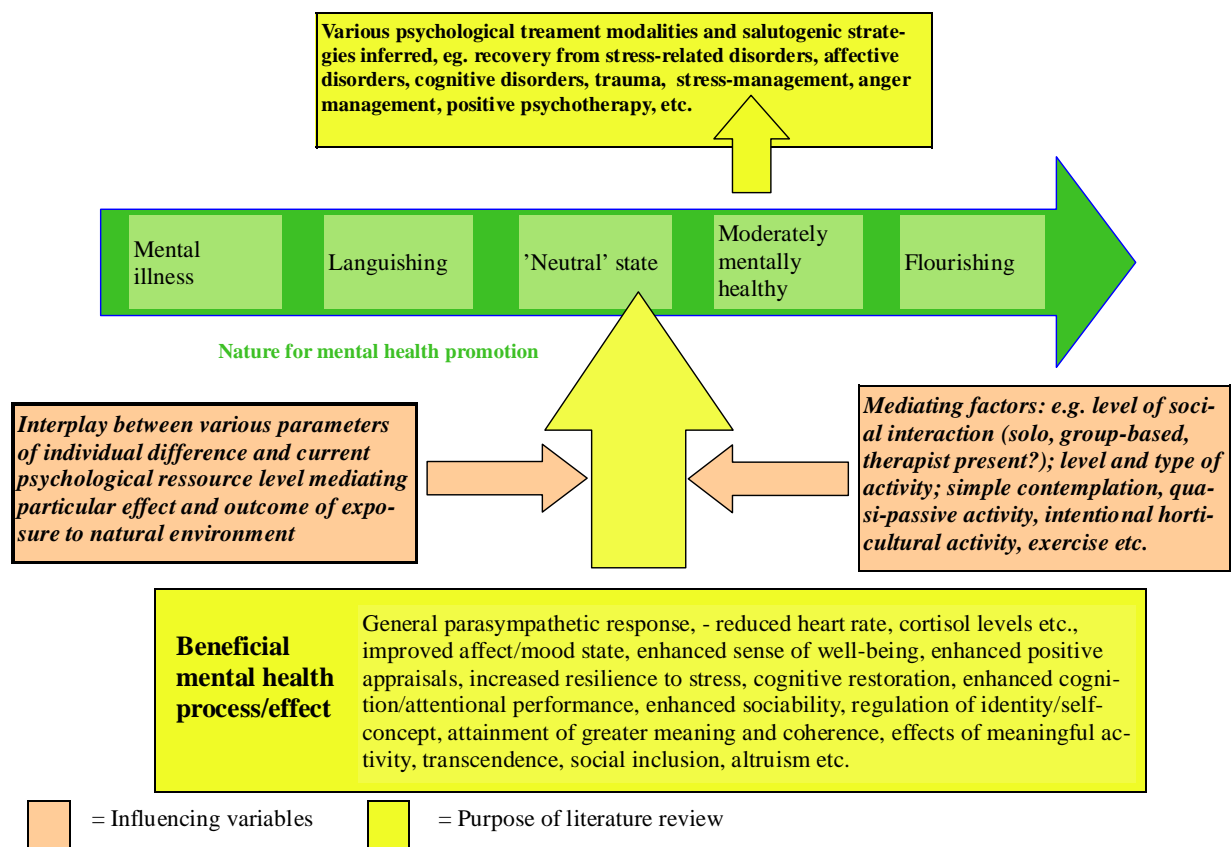 Various psychological treament modalities and salutogenic strate-
gies inferred, eg. recovery from stress-related disorders, affective
disorders, cognitive disorders, trauma, stress-management, anger
management, positive psychotherapy, etc.
Mental
illness
Languishing
’Neutral’ state
Moderately
mentally
healthy
Flourishing
Nature for mental health promotion
Interplay between various parameters
of individual difference and current
psychological ressource level mediating
particular effect and outcome of expo-
sure to natural environment
Mediating factors: e.g. level of soci-
al interaction (solo, group-based,
therapist present?); level and type of
activity; simple contemplation, qua-
si-passive activity, intentional horti-
cultural activity, exercise etc.
Beneficial
mental health
process/effect
General parasympathetic response, - reduced heart rate, cortisol levels etc.,
improved affect/mood state, enhanced sense of well-being, enhanced positive
appraisals, increased resilience to stress, cognitive restoration, enhanced cogni-
tion/attentional performance, enhanced sociability, regulation of identity/self-
concept, attainment of greater meaning and coherence, effects of meaningful ac-
tivity, transcendence, social inclusion, altruism etc.
= Influencing variables
= Purpose of literature review